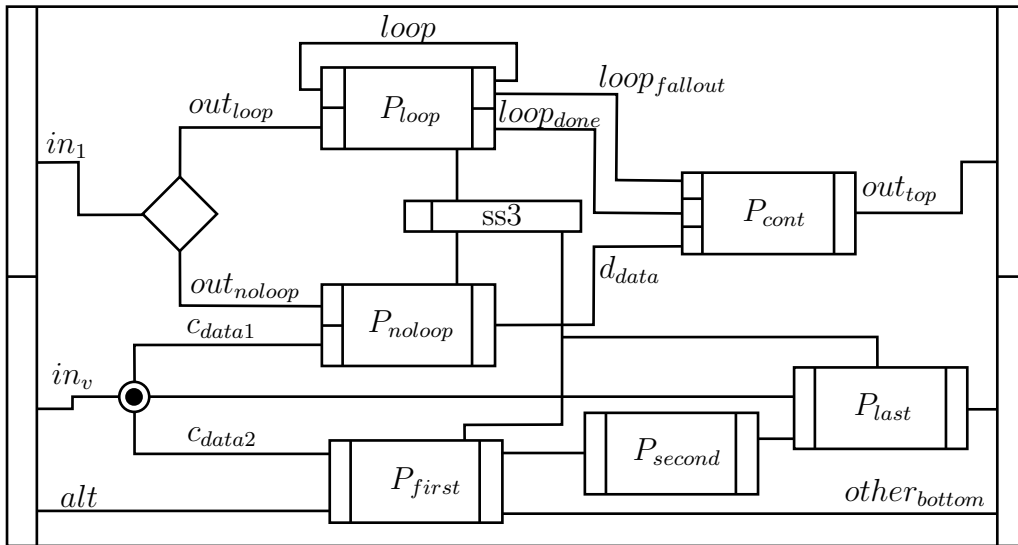 loop
loop_fallout
P_loop
out_loop
loop_done
in_1
ss3
P_cont
out_top
out_noloop
d_data
P_noloop
c_data1
in_v
P_last
c_data2
P_second
P_first
alt
other_bottom